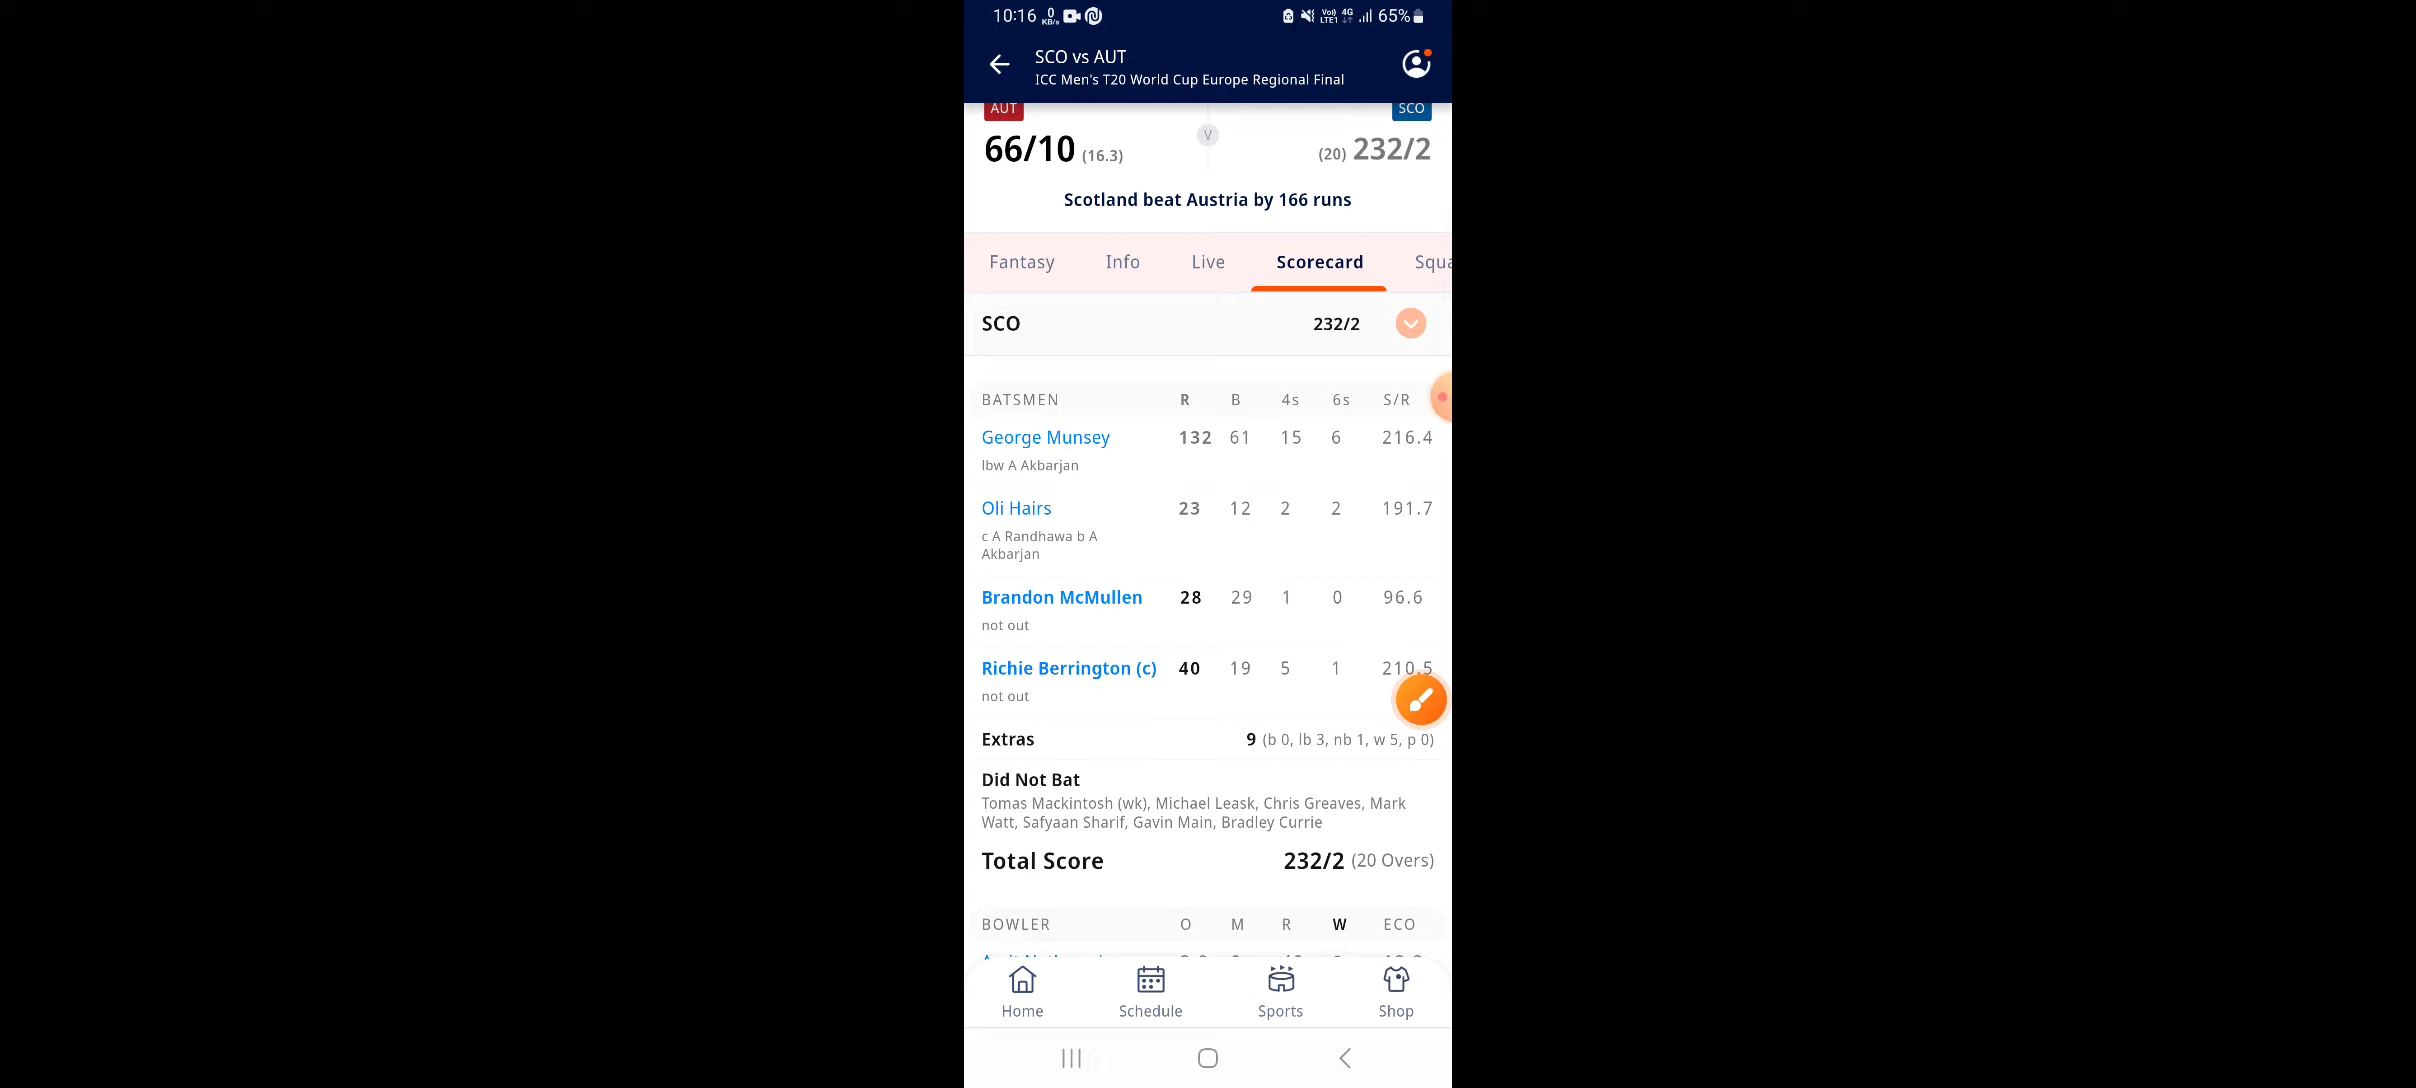 10:16 0 KB/s Vo)) LTE1 4G 65%
SCO vs AUT
ICC Men's T20 World Cup Europe Regional Final
AUT SCO
66/10 (16.3) V (20) 232/2
Scotland beat Austria by 166 runs
Fantasy Info Live Scorecard Squa
SCO 232/2
BATSMEN R B 4s 6s S/R
George Munsey 132 61 15 6 216.4
lbw A Akbarjan
Oli Hairs 23 12 2 2 191.7
c A Randhawa b A
Akbarjan
Brandon McMullen 28 29 1 0 96.6
not out
Richie Berrington (c) 40 19 5 1 210.5
not out
Extras 9 (b 0, lb 3, nb 1, w 5, p 0)
Did Not Bat
Tomas Mackintosh (wk), Michael Leask, Chris Greaves, Mark
Watt, Safyaan Sharif, Gavin Main, Bradley Currie
Total Score 232/2 (20 Overs)
BOWLER O M R W ECO
Home Schedule Sports Shop